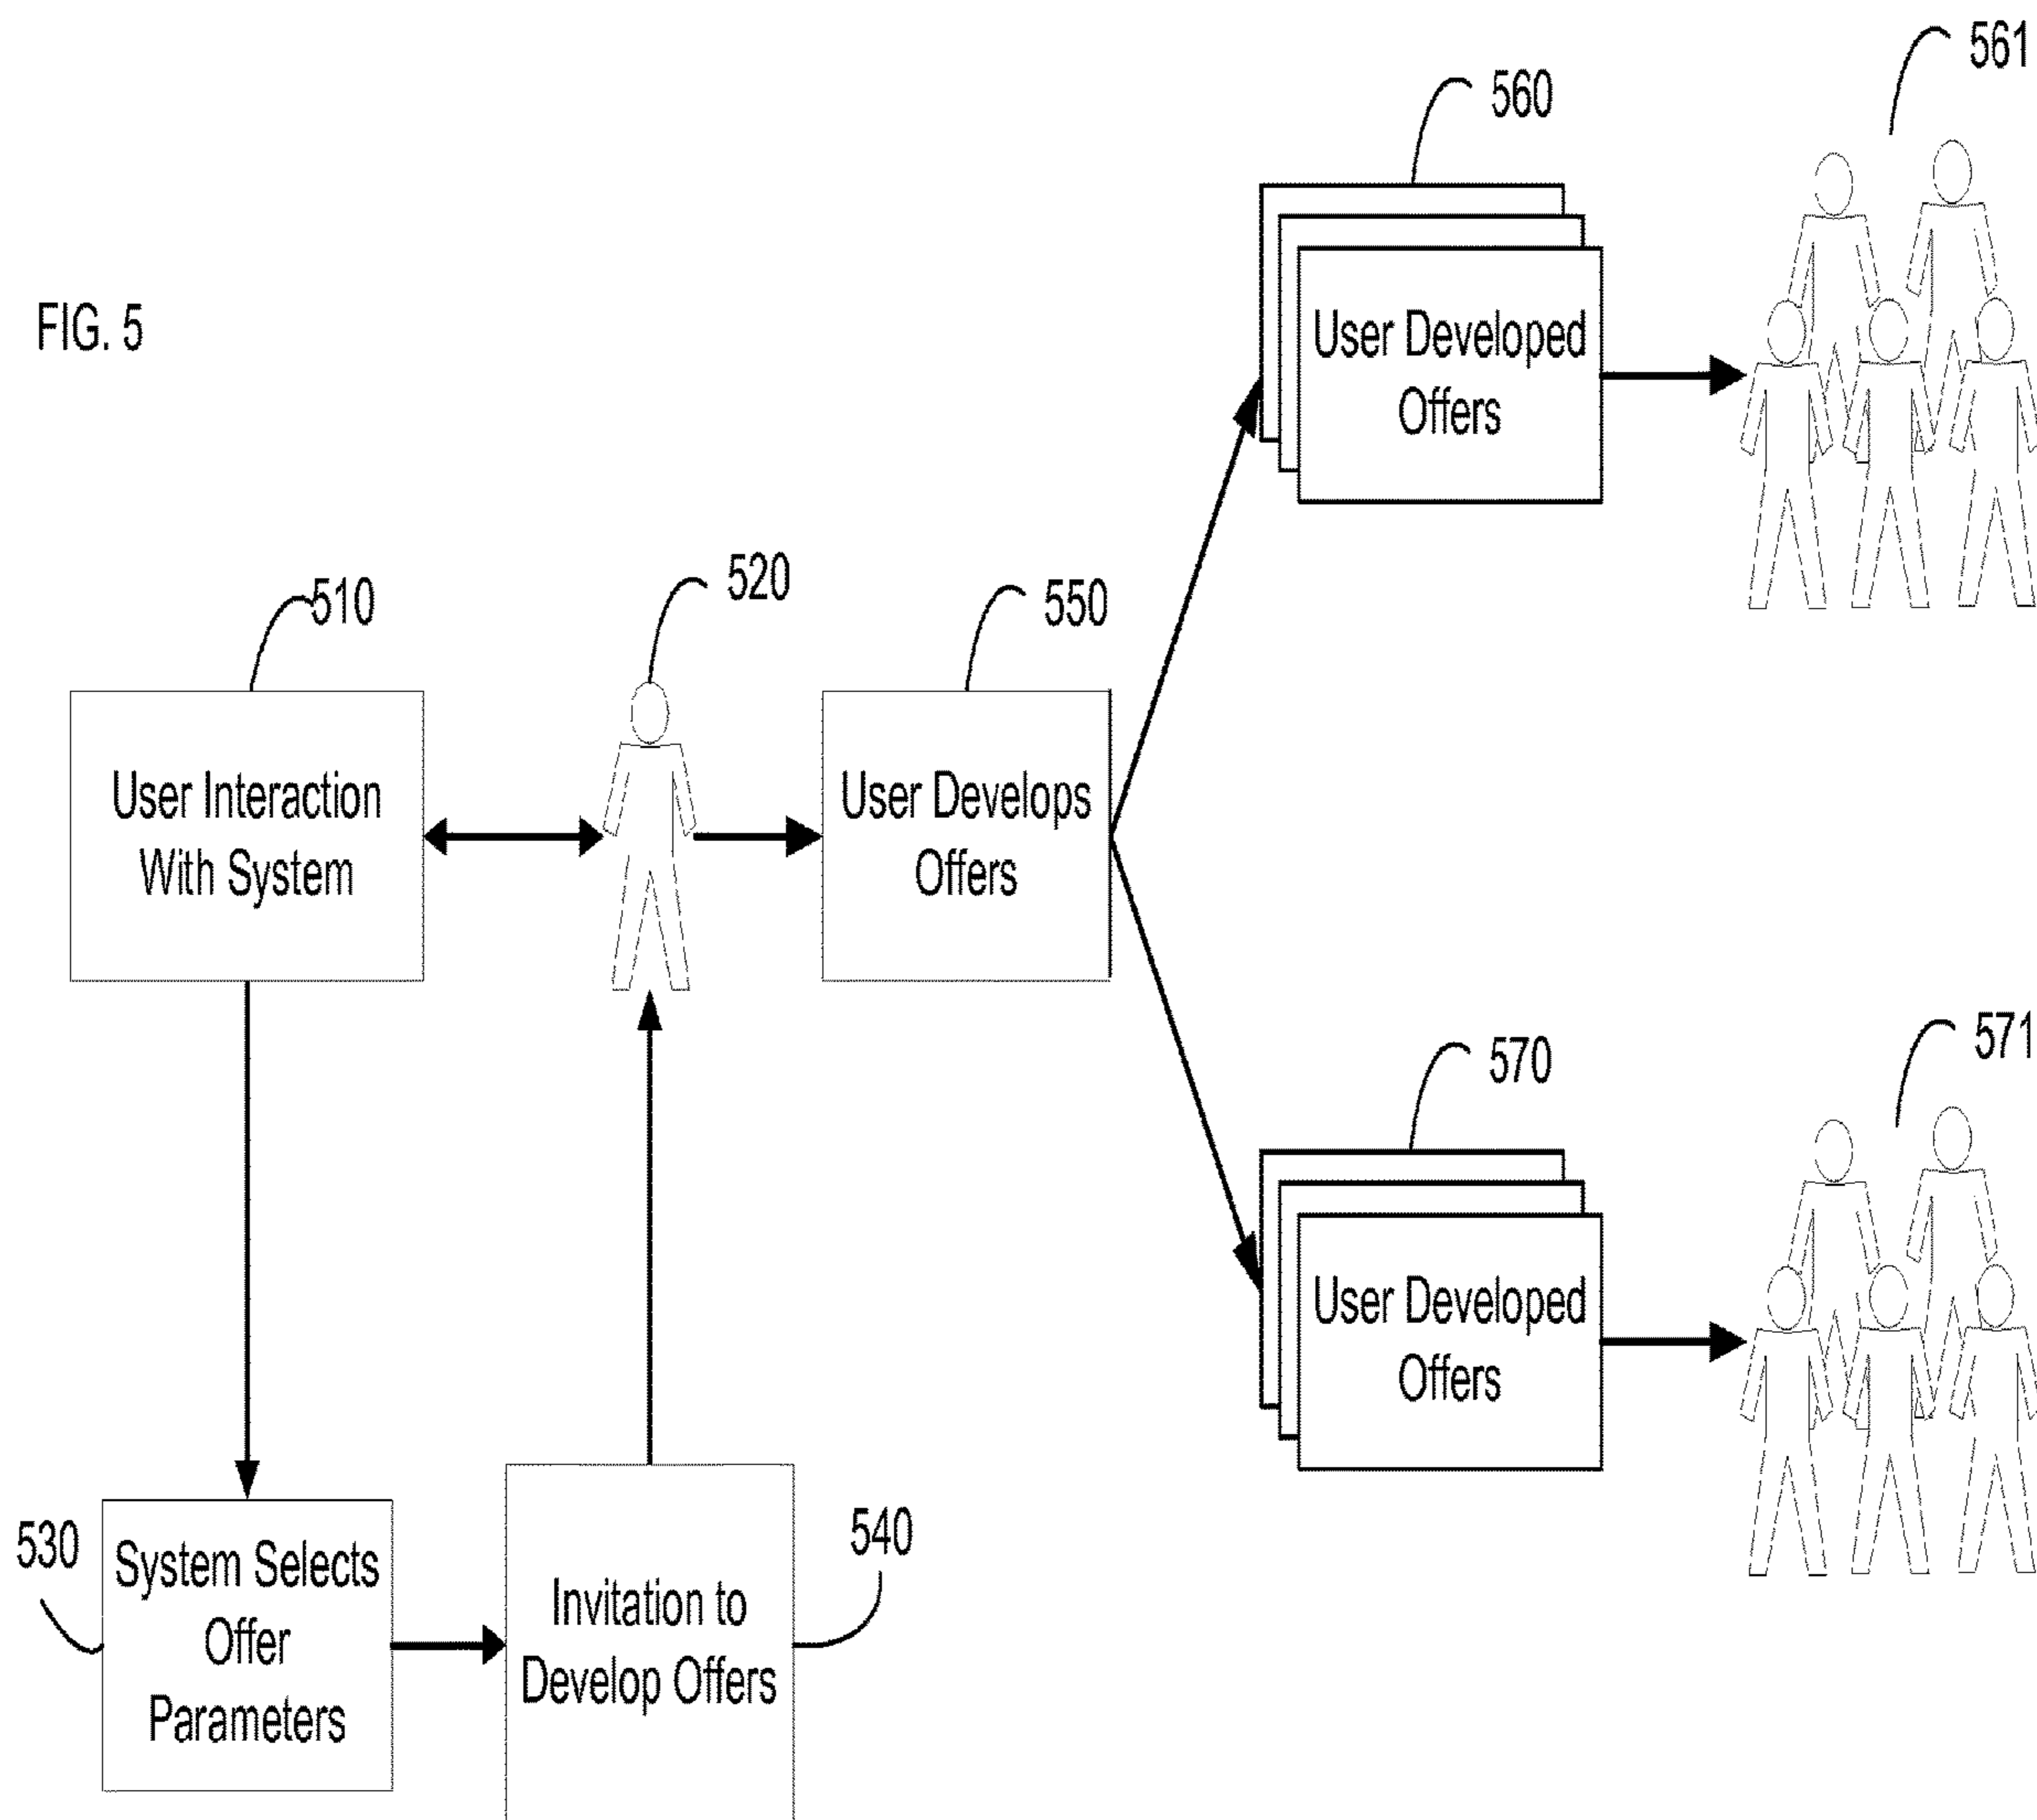 561
560
User Developed
Offers
FIG. 5
520
550
510
User Interaction
With System
User Develops
Offers
571
570
User Developed
Offers
530
System Selects
Offer
Parameters
540
Invitation to
Develop Offers